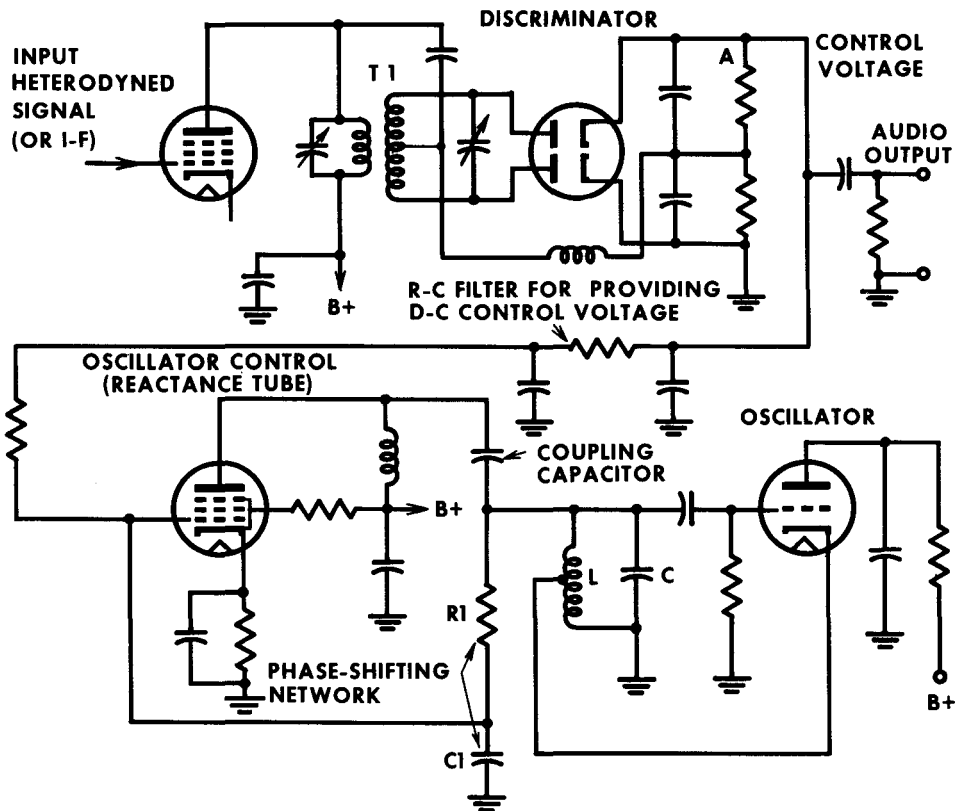 DISCRIMINATOR
INPUT
HETERODYNED
SIGNAL
(OR I-F)
T 1
A
CONTROL
VOLTAGE
AUDIO
OUTPUT
B+
R-C FILTER FOR PROVIDING
D-C CONTROL VOLTAGE
OSCILLATOR CONTROL
(REACTANCE TUBE)
OSCILLATOR
COUPLING
CAPACITOR
B+
L
C
R1
PHASE-SHIFTING
NETWORK
B+
C1